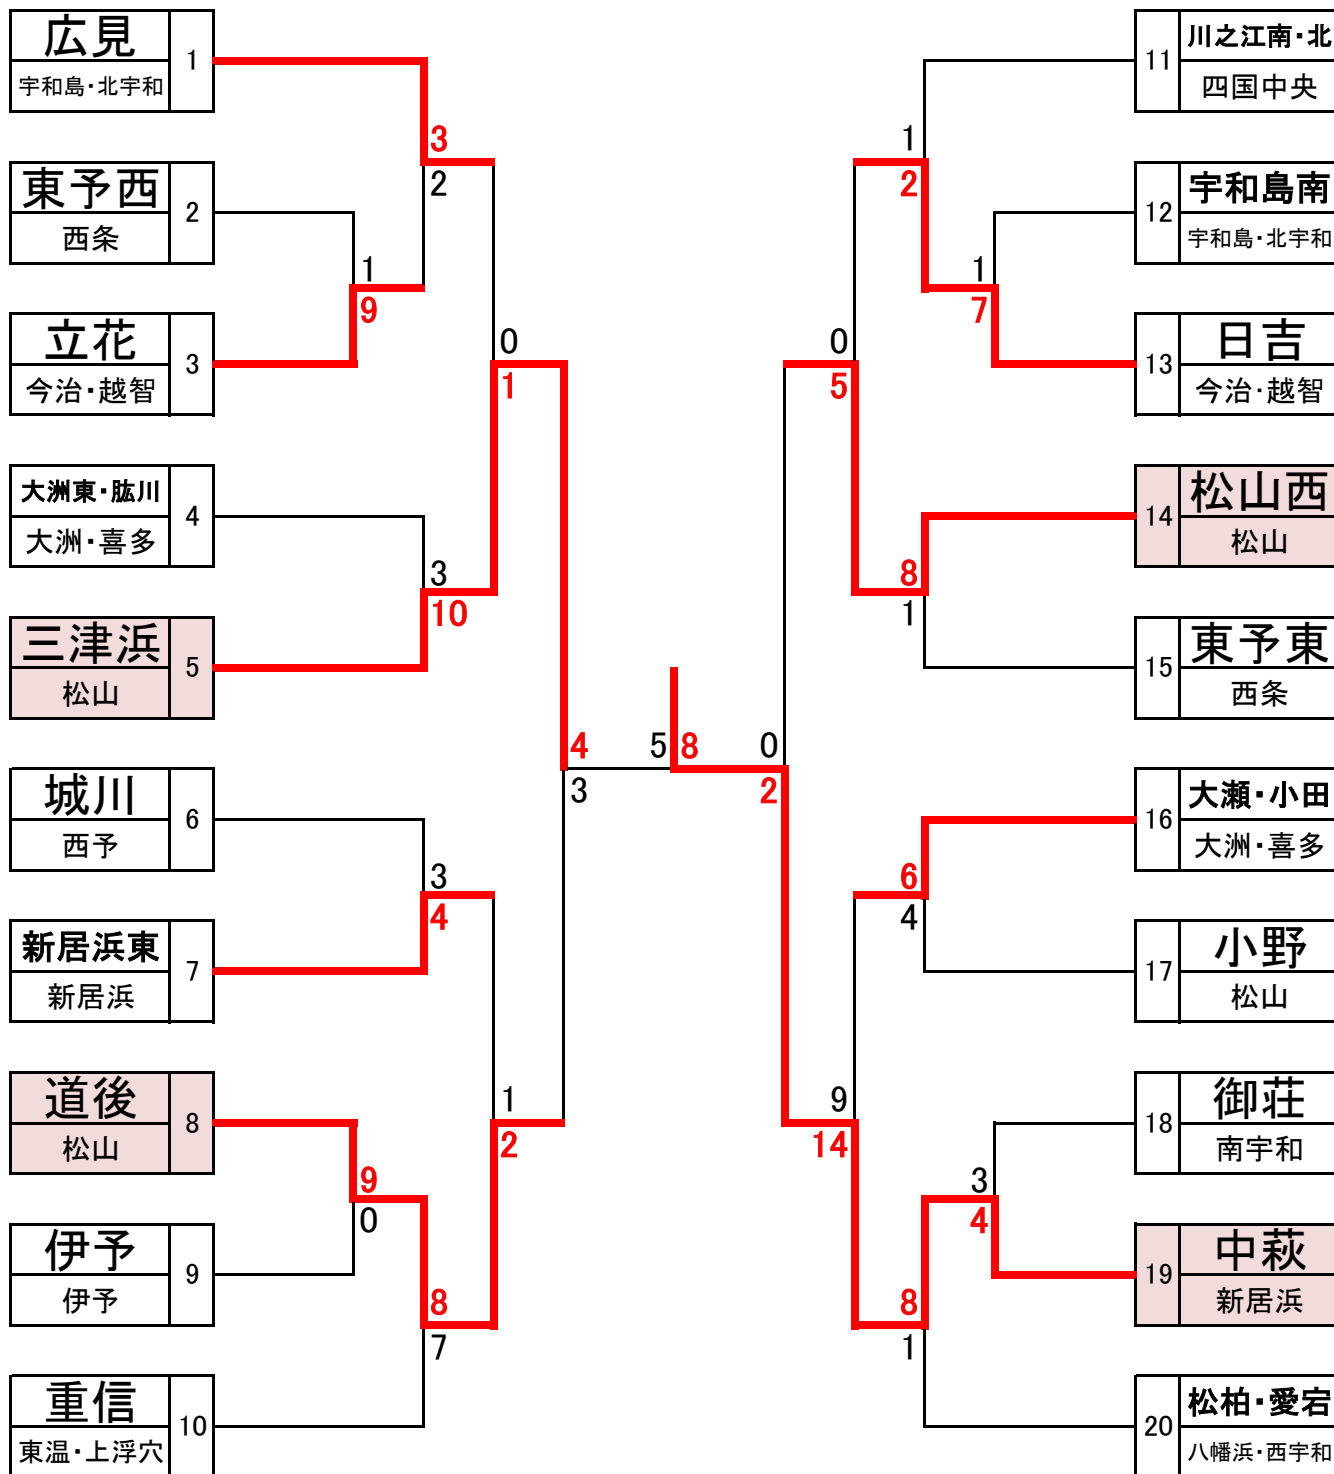 広見
宇和島・北宇和
1
東予西
西条
2
立花
今治・越智
3
大洲東・肱川
大洲・喜多
4
三津浜
松山
5
城川
西予
6
新居浜東
新居浜
7
道後
松山
8
伊予
伊予
9
重信
東温・上浮穴
10
3
2
1
9
0
1
3
10
4
3
3
4
1
2
9
0
8
7
5
8
0
2
1
2
1
7
0
5
8
1
6
4
9
14
3
4
8
1
11
川之江南・北
四国中央
12
宇和島南
宇和島・北宇和
13
日吉
今治・越智
14
松山西
松山
15
東予東
西条
16
大瀬・小田
大洲・喜多
17
小野
松山
18
御荘
南宇和
19
中萩
新居浜
20
松柏・愛宕
八幡浜・西宇和